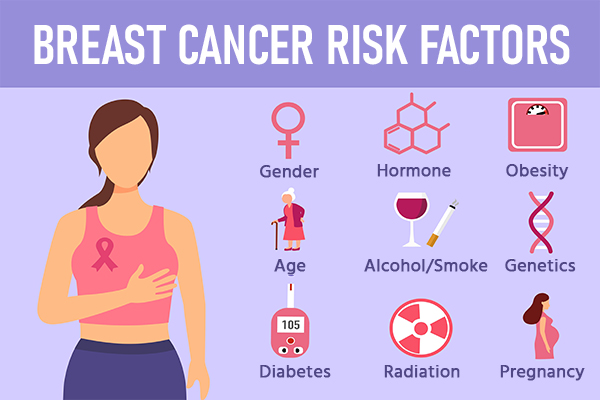 BREAST CANCER RISK FACTORS
Gender
Hormone
Obesity
Age
Alcohol/Smoke
Genetics
105
Diabetes
Radiation
Pregnancy